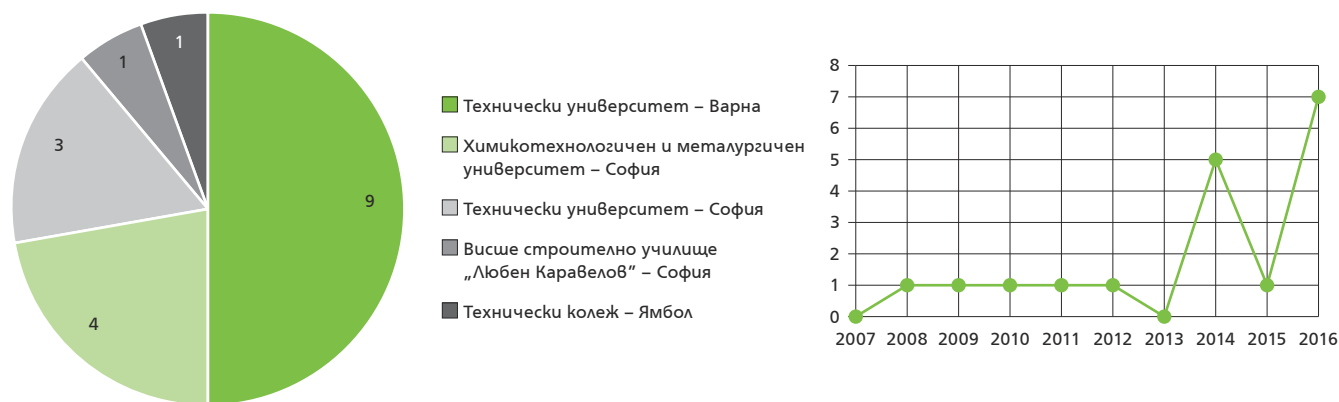 1
1
3
9
4
Технически университет – Варна
Химикотехнологичен и металургичен
университет – София
Технически университет – София
Висше строително училище
„Любен Каравелов” – София
Технически колеж – Ямбол
8
7
6
5
4
3
2
1
0
2007 2008 2009 2010 2011 2012 2013 2014 2015 2016